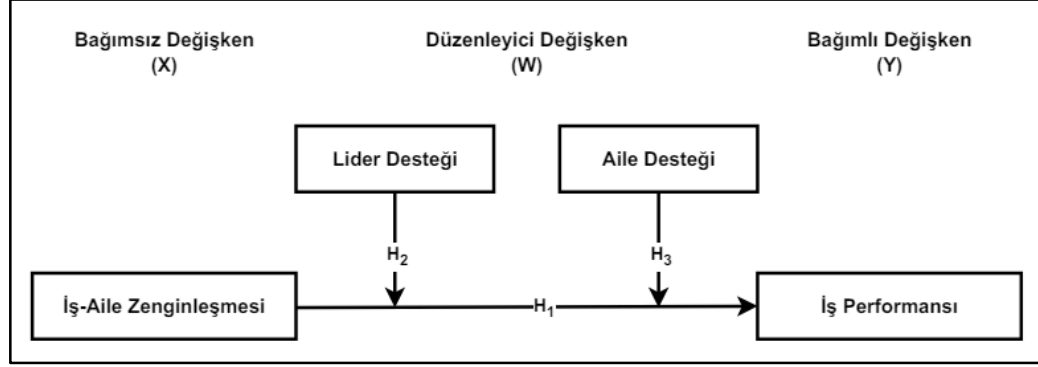 Bağımsız Değişken
(X)
Düzenleyici Değişken
(W)
Bağımlı Değişken
(Y)
Lider Desteği
Aile Desteği
H₂
H₃
İş-Aile Zenginleşmesi
H₁
İş Performansı